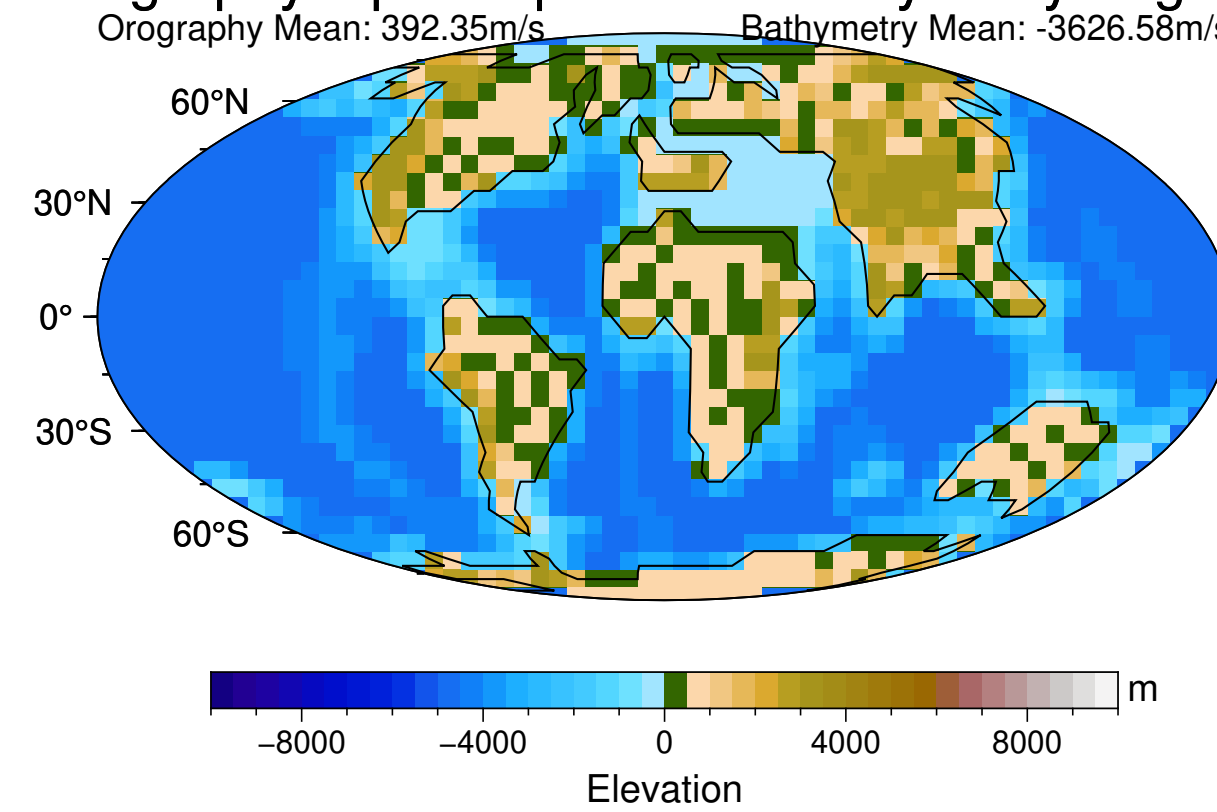 Orography Mean: 392.35m/s Bathymetry Mean: -3626.58m/s
60°N
30°N
0°
30°S
60°S
m
−8000 −4000 0 4000 8000
Elevation